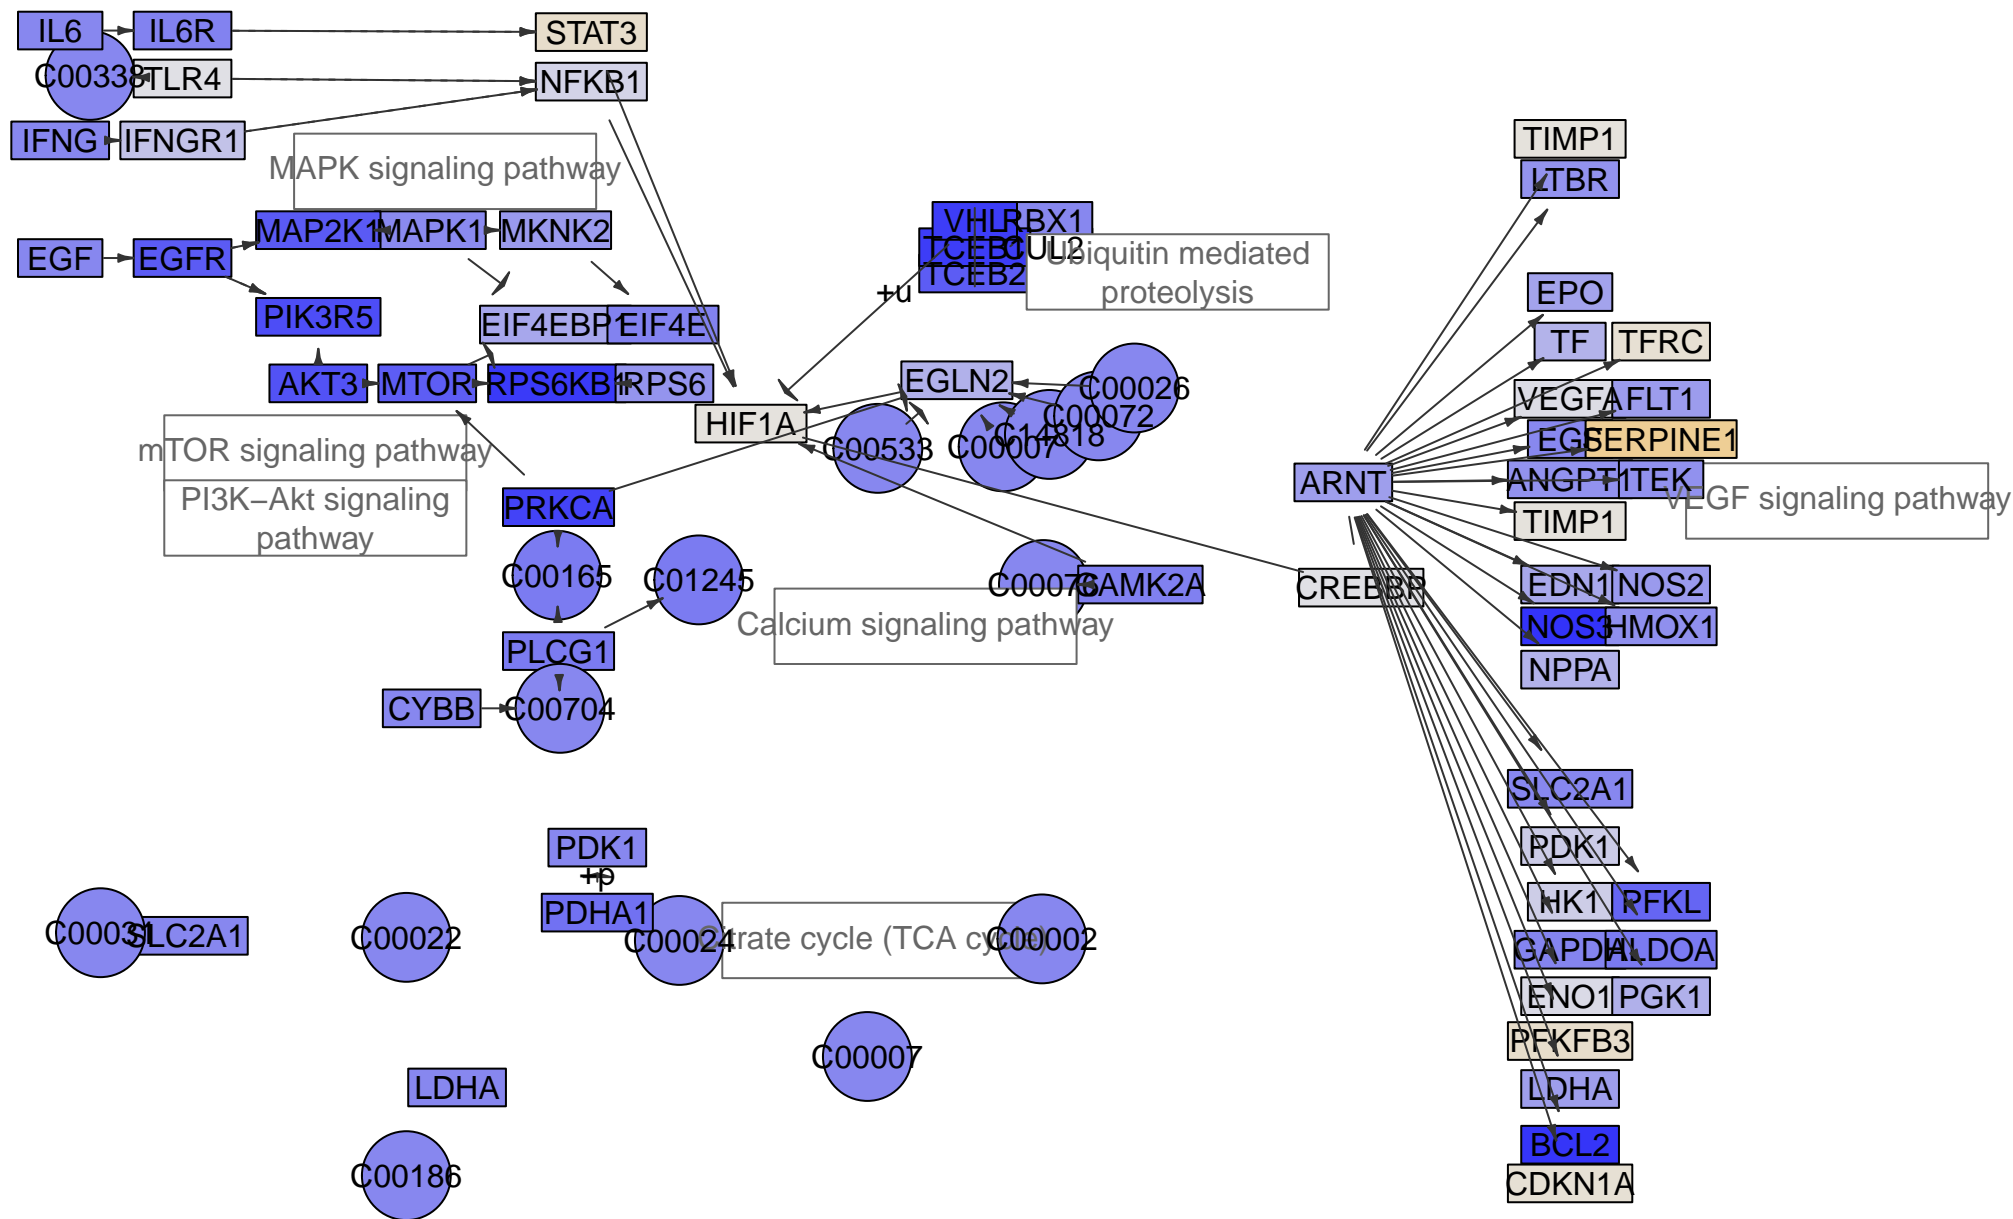 IL6
IL6R
STAT3
C00338
TLR4
NFKB1
IFNG
IFNGR1
MAPK signaling pathway
TIMP1
LTBR
MAP2K1
MAPK1
MKNK2
VHL
RBX1
EGF
EGFR
TCEB1
CUL2
Ubiquitin mediated
proteolysis
TCEB2
+u
EPO
PIK3R5
EIF4EBP1
EIF4E
TF
TFRC
AKT3
MTOR
RPS6KB1
RPS6
EGLN2
C00026
C00072
C14818
C00007
C00533
HIF1A
VEGFA
FLT1
EGF
SERPINE1
mTOR signaling pathway
PI3K−Akt signaling
pathway
ARNT
ANGPT1
TEK
VEGF signaling pathway
PRKCA
TIMP1
C00165
C01245
C00076
CAMK2A
CREBBP
EDN1
NOS2
Calcium signaling pathway
NOS3
HMOX1
PLCG1
NPPA
CYBB
C00704
SLC2A1
PDK1
+p
PDK1
PDHA1
HK1
PFKL
C00031
SLC2A1
C00022
C00024
Citrate cycle (TCA cycle)
C00002
GAPDH
ALDOA
ENO1
PGK1
PFKFB3
C00007
LDHA
LDHA
BCL2
C00186
CDKN1A